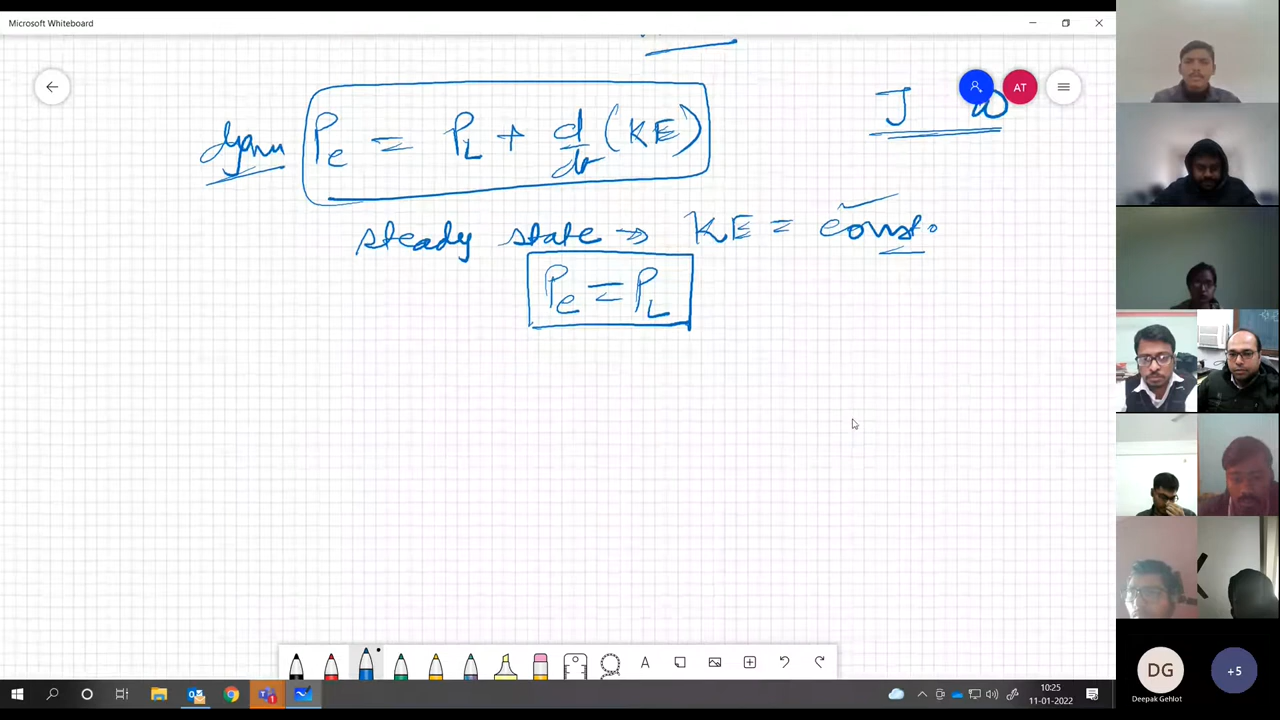 Microsoft Whiteboard
AT
J ω
dynm Pe = PL + d/dt (KE)
steady state → KE = const.
Pe = PL
A
DG
+5
Deepak Gehlot
10:25
11-01-2022